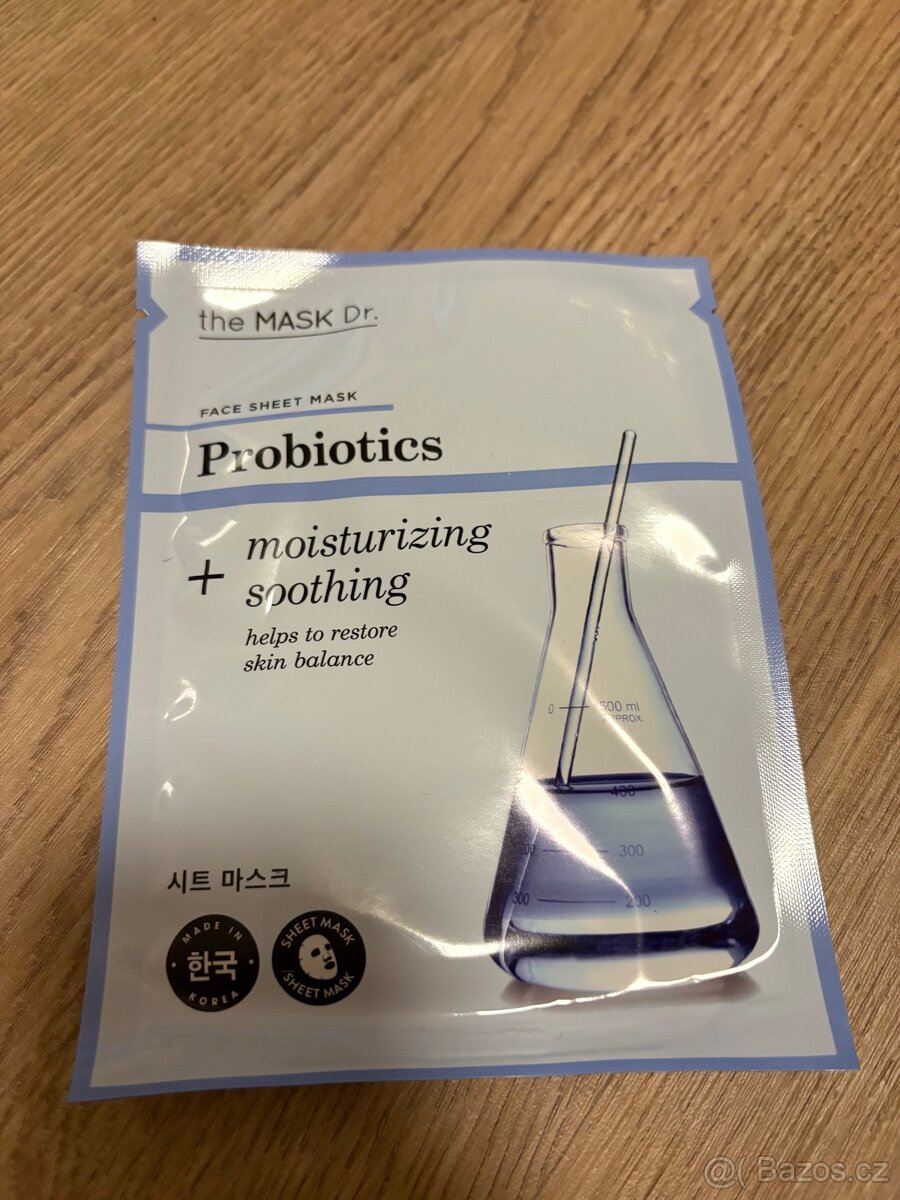 the MASK Dr.
FACE SHEET MASK
Probiotics
+ moisturizing
soothing
helps to restore
skin balance
0 500 ml
APPROX
400
300
300 200
시트 마스크
MADE IN
한국
KOREA
SHEET MASK
SHEET MASK
@( Bazos.cz